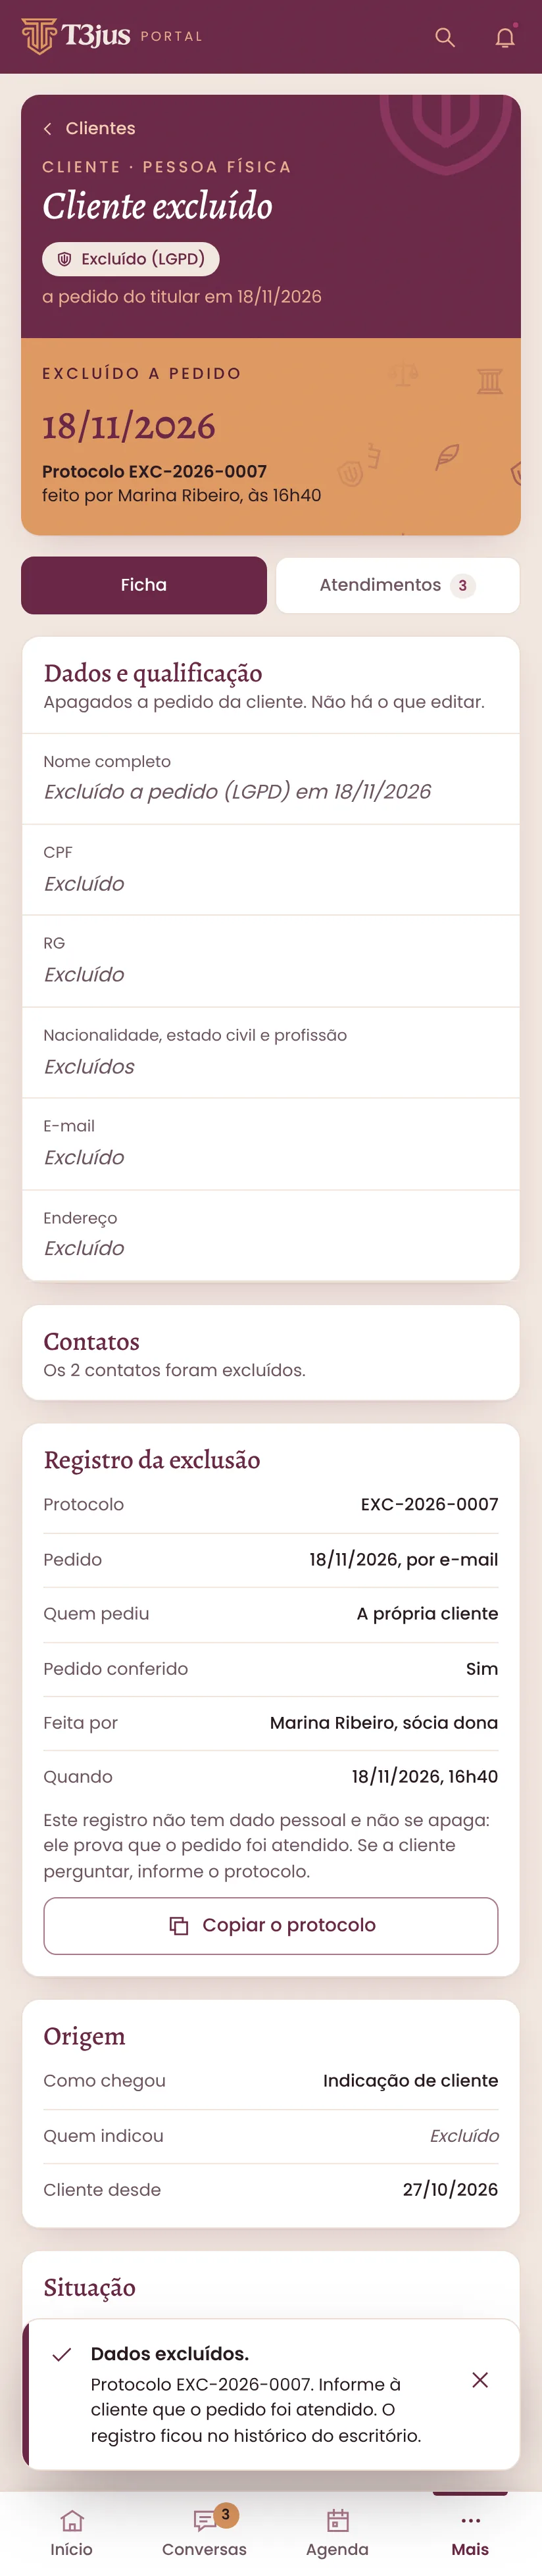 T3jus PORTAL
Clientes
CLIENTE · PESSOA FÍSICA
Cliente excluído
Excluído (LGPD)
a pedido do titular em 18/11/2026
EXCLUÍDO A PEDIDO
18/11/2026
Protocolo EXC-2026-0007
feito por Marina Ribeiro, às 16h40
Ficha
Atendimentos 3
Dados e qualificação
Apagados a pedido da cliente. Não há o que editar.
Nome completo
Excluído a pedido (LGPD) em 18/11/2026
CPF
Excluído
RG
Excluído
Nacionalidade, estado civil e profissão
Excluídos
E-mail
Excluído
Endereço
Excluído
Contatos
Os 2 contatos foram excluídos.
Registro da exclusão
Protocolo EXC-2026-0007
Pedido 18/11/2026, por e-mail
Quem pediu A própria cliente
Pedido conferido Sim
Feita por Marina Ribeiro, sócia dona
Quando 18/11/2026, 16h40
Este registro não tem dado pessoal e não se apaga:
ele prova que o pedido foi atendido. Se a cliente
perguntar, informe o protocolo.
Copiar o protocolo
Origem
Como chegou Indicação de cliente
Quem indicou Excluído
Cliente desde 27/10/2026
Situação
Dados excluídos.
Protocolo EXC-2026-0007. Informe à
cliente que o pedido foi atendido. O
registro ficou no histórico do escritório.
3
Início Conversas Agenda Mais